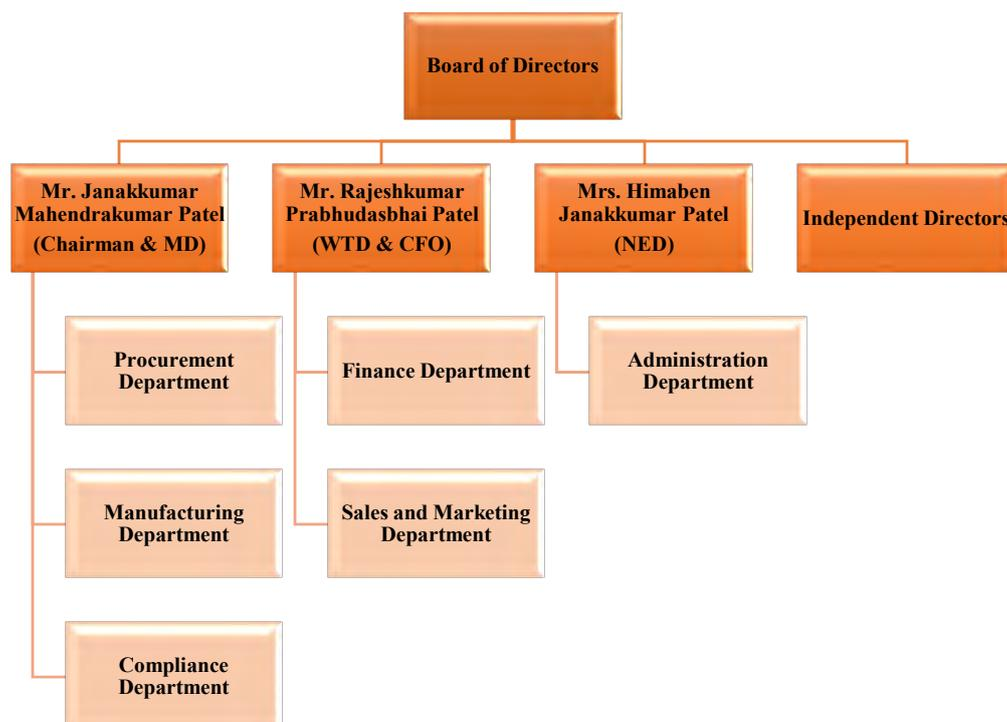 Board of Directors
Mr. Janakkumar
Mahendrakumar Patel
(Chairman & MD)
Mr. Rajeshkumar
Prabhudasbhai Patel
(WTD & CFO)
Mrs. Himaben
Janakkumar Patel
(NED)
Independent Directors
Procurement
Department
Finance Department
Administration
Department
Manufacturing
Department
Sales and Marketing
Department
Compliance
Department